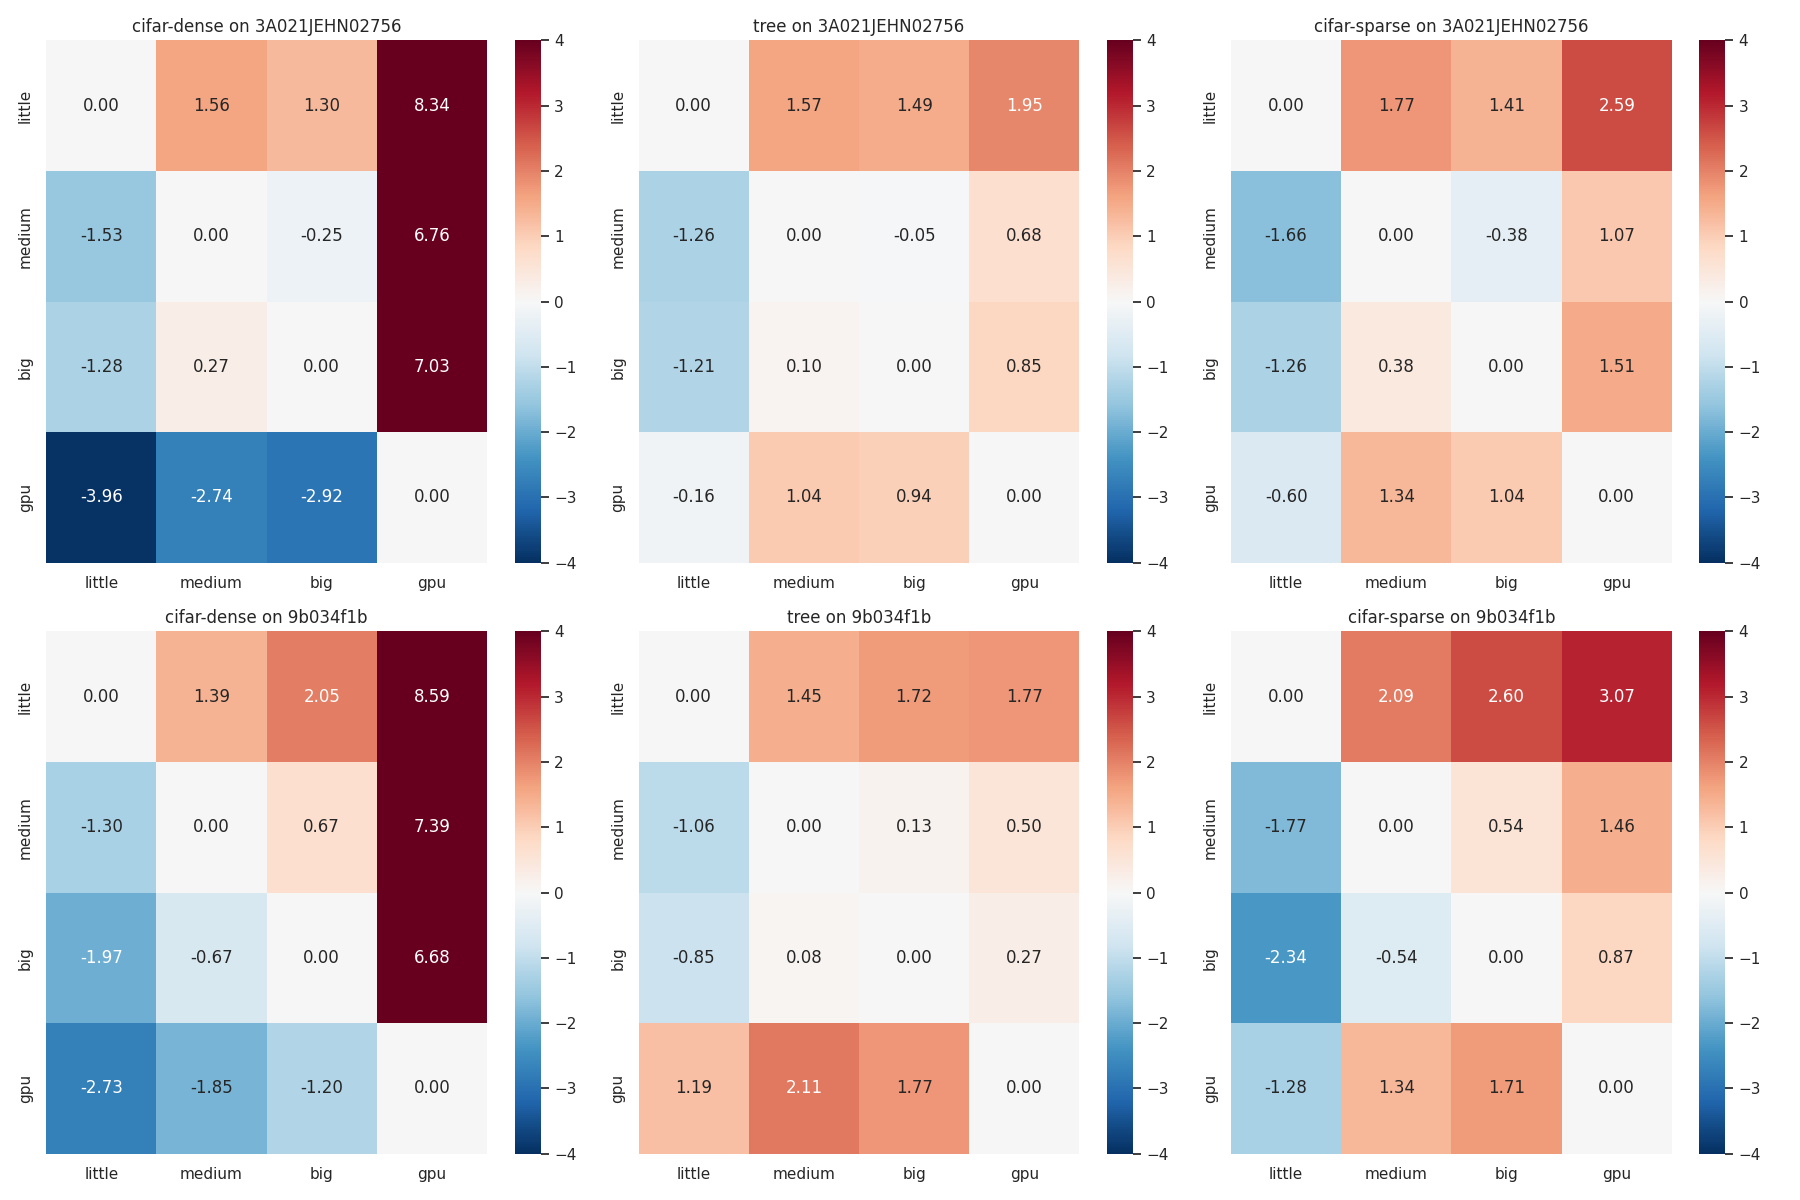 cifar-dense on 3A021JEHN02756
little 0.00 1.56 1.30 8.34
medium -1.53 0.00 -0.25 6.76
big -1.28 0.27 0.00 7.03
gpu -3.96 -2.74 -2.92 0.00
little medium big gpu
4
3
2
1
0
−1
−2
−3
−4
tree on 3A021JEHN02756
little 0.00 1.57 1.49 1.95
medium -1.26 0.00 -0.05 0.68
big -1.21 0.10 0.00 0.85
gpu -0.16 1.04 0.94 0.00
little medium big gpu
4
3
2
1
0
−1
−2
−3
−4
cifar-sparse on 3A021JEHN02756
little 0.00 1.77 1.41 2.59
medium -1.66 0.00 -0.38 1.07
big -1.26 0.38 0.00 1.51
gpu -0.60 1.34 1.04 0.00
little medium big gpu
4
3
2
1
0
−1
−2
−3
−4
cifar-dense on 9b034f1b
little 0.00 1.39 2.05 8.59
medium -1.30 0.00 0.67 7.39
big -1.97 -0.67 0.00 6.68
gpu -2.73 -1.85 -1.20 0.00
little medium big gpu
4
3
2
1
0
−1
−2
−3
−4
tree on 9b034f1b
little 0.00 1.45 1.72 1.77
medium -1.06 0.00 0.13 0.50
big -0.85 0.08 0.00 0.27
gpu 1.19 2.11 1.77 0.00
little medium big gpu
4
3
2
1
0
−1
−2
−3
−4
cifar-sparse on 9b034f1b
little 0.00 2.09 2.60 3.07
medium -1.77 0.00 0.54 1.46
big -2.34 -0.54 0.00 0.87
gpu -1.28 1.34 1.71 0.00
little medium big gpu
4
3
2
1
0
−1
−2
−3
−4